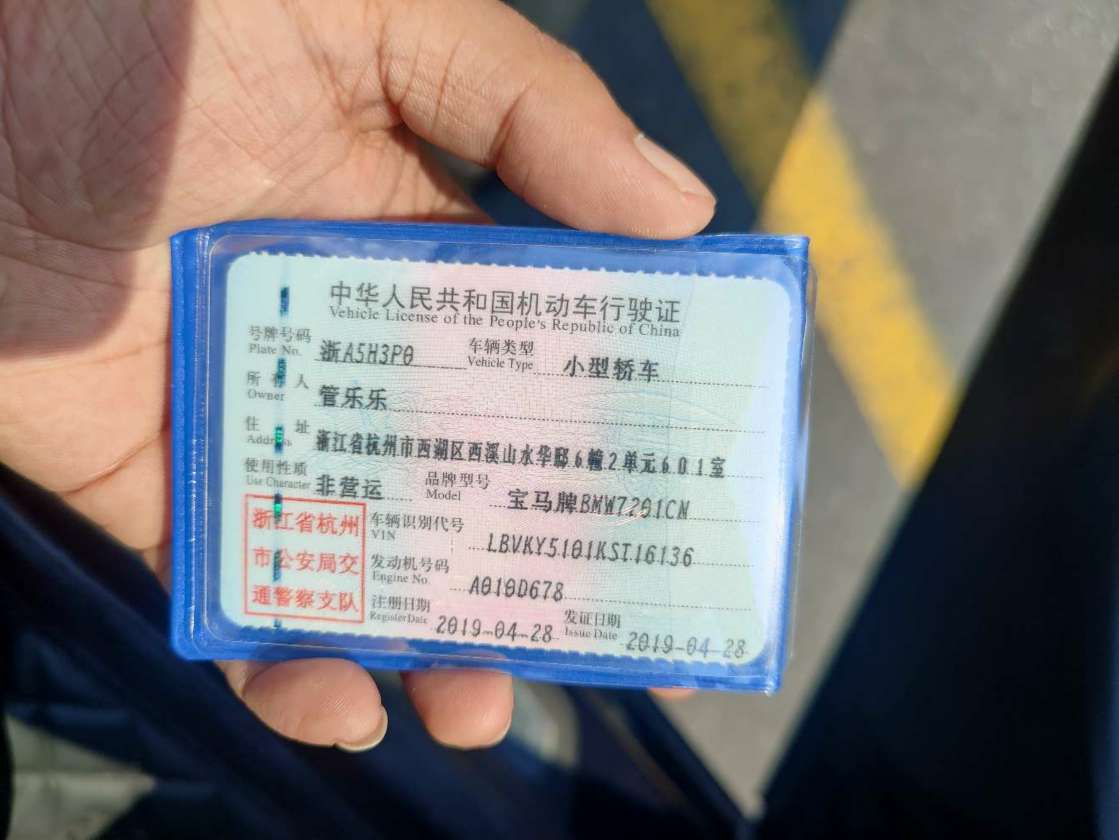 中华人民共和国机动车行驶证
Vehicle License of the People's Republic of China
号牌号码 浙A5H3P0 车辆类型 小型轿车
Plate No. Vehicle Type
所有人 管乐乐
Owner
住址 浙江省杭州市西湖区西溪山水华邸6幢2单元601室
Address
使用性质 非营运 品牌型号 宝马牌BMW7201CN
Use Character Model
浙江省杭州
市公安局交
通警察支队
车辆识别代号 LBVKY5101KST16136
VIN
发动机号码 A010D678
Engine No.
注册日期 2019-04-28 发证日期 2019-04-28
Register Date Issue Date